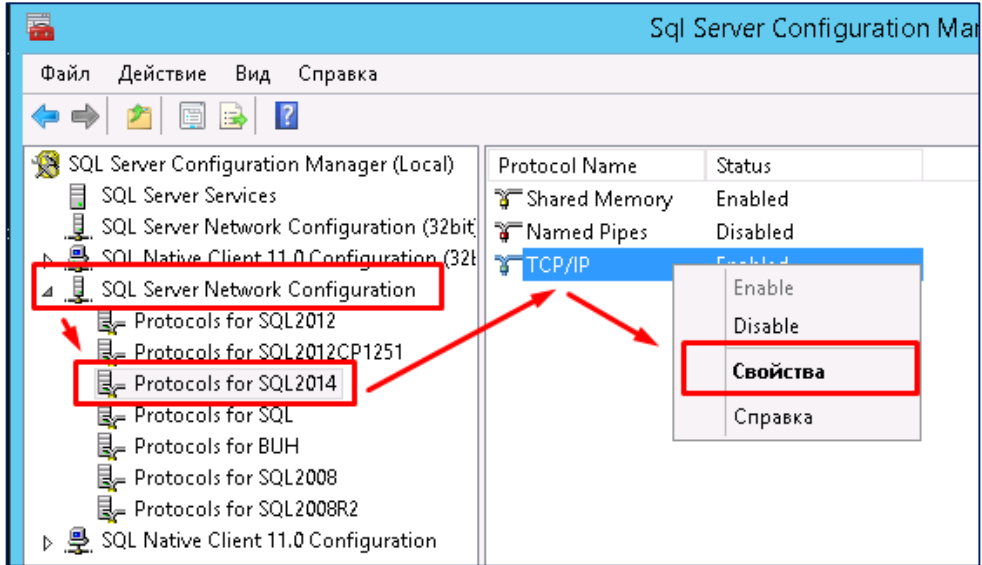 Sql Server Configuration Mar
Файл Действие Вид Справка
SQL Server Configuration Manager (Local)
SQL Server Services
SQL Server Network Configuration (32bit)
SQL Native Client 11.0 Configuration (32b
SQL Server Network Configuration
Protocols for SQL2012
Protocols for SQL2012CP1251
Protocols for SQL2014
Protocols for SQL
Protocols for BUH
Protocols for SQL2008
Protocols for SQL2008R2
SQL Native Client 11.0 Configuration
Protocol Name Status
Shared Memory Enabled
Named Pipes Disabled
TCP/IP Enabled
Enable
Disable
Свойства
Справка